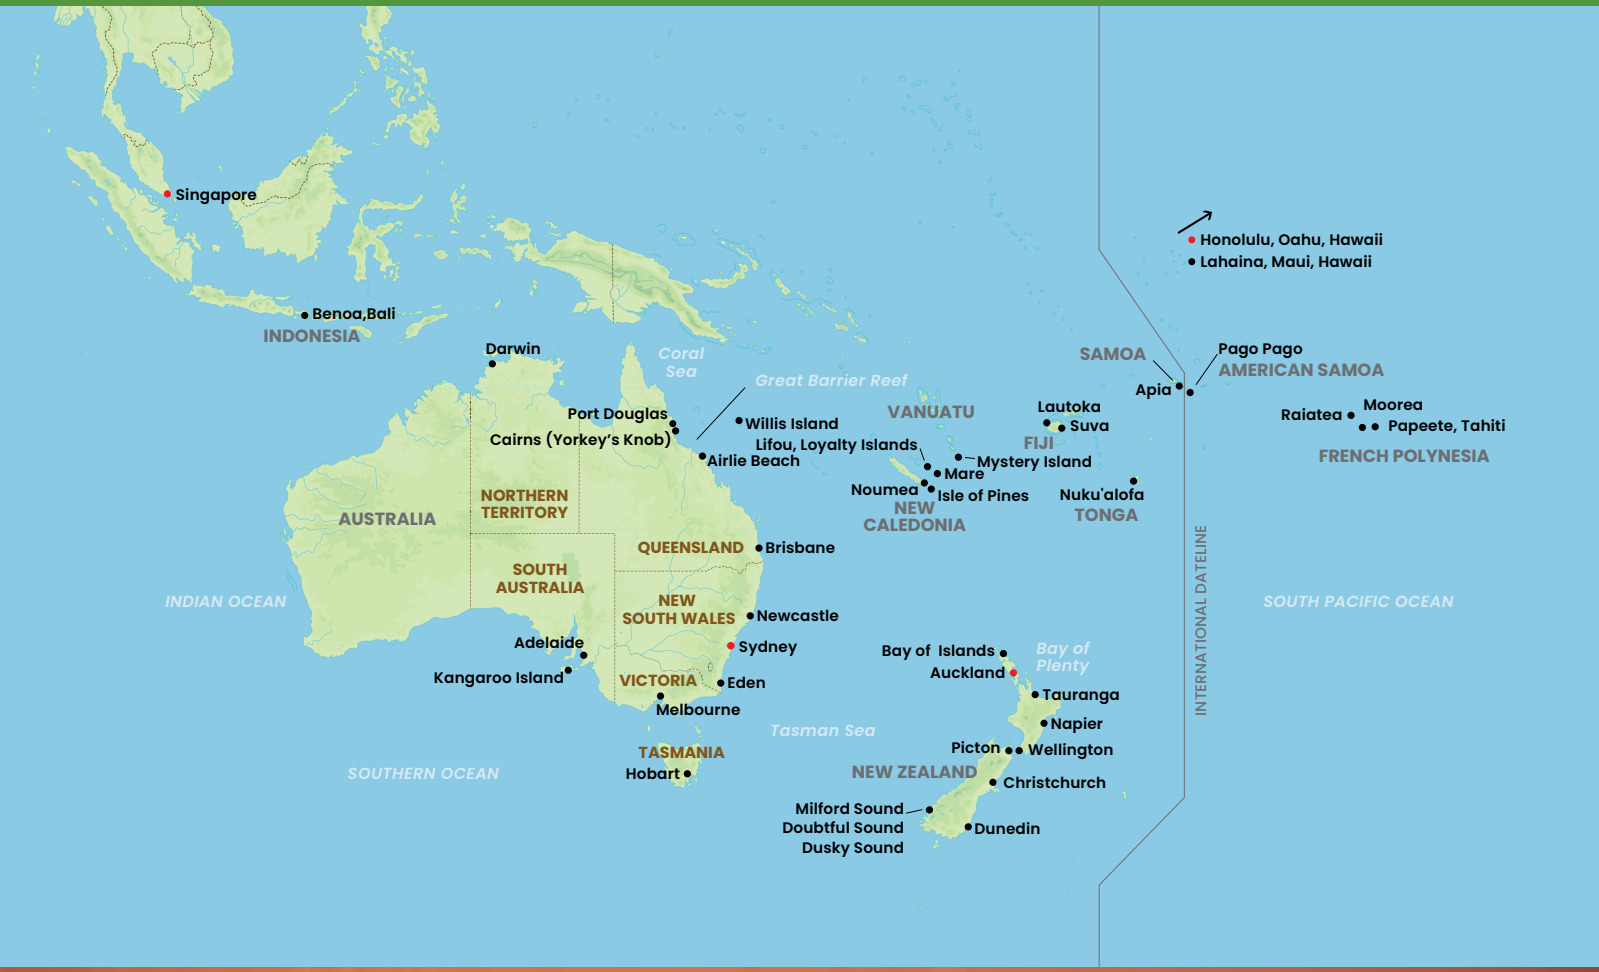 Singapore
Honolulu, Oahu, Hawaii
Lahaina, Maui, Hawaii
Benoa,Bali
INDONESIA
Darwin
Coral
Sea
Great Barrier Reef
SAMOA
Pago Pago
AMERICAN SAMOA
Apia
Port Douglas
Cairns (Yorkey's Knob)
Willis Island
Airlie Beach
VANUATU
Lifou, Loyalty Islands
Lautoka
Suva
FIJI
Mystery Island
Mare
Noumea
Isle of Pines
NEW
CALEDONIA
Nuku'alofa
TONGA
Moorea
Raiatea
Papeete, Tahiti
FRENCH POLYNESIA
AUSTRALIA
NORTHERN
TERRITORY
QUEENSLAND
Brisbane
SOUTH
AUSTRALIA
NEW
SOUTH WALES
Newcastle
Sydney
INDIAN OCEAN
SOUTH PACIFIC OCEAN
INTERNATIONAL DATELINE
Adelaide
Kangaroo Island
VICTORIA
Eden
Melbourne
Bay of Islands
Auckland
Bay of
Plenty
Tauranga
Napier
Tasman Sea
TASMANIA
Hobart
SOUTHERN OCEAN
Picton
Wellington
NEW ZEALAND
Christchurch
Milford Sound
Doubtful Sound
Dusky Sound
Dunedin